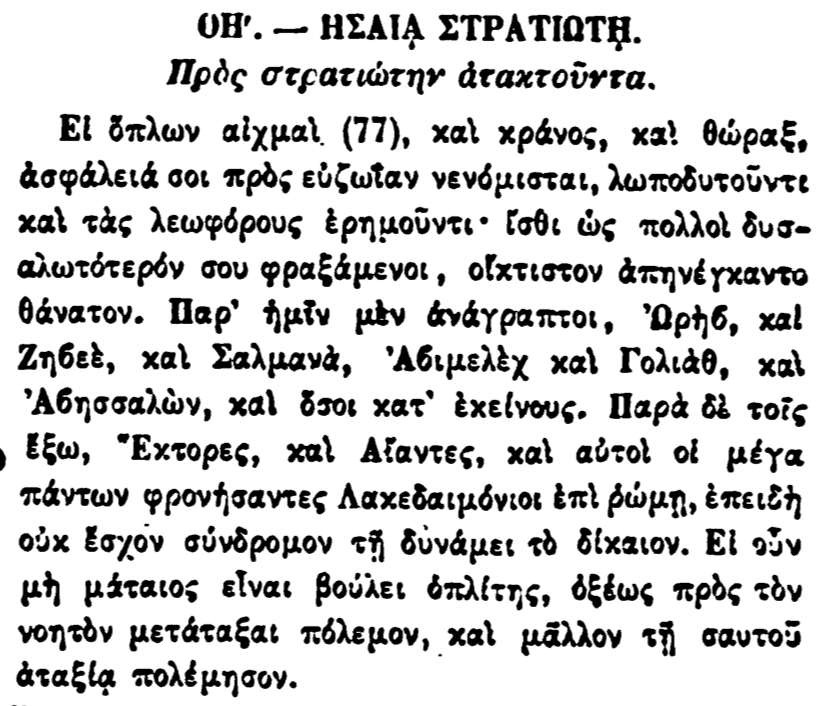 ΟΗʹ. — ΗΣΑΙᾼ ΣΤΡΑΤΙΩΤῌ.
Πρὸς στρατιώτην ἀτακτοῦντα.
Εἰ ὅπλων αἰχμαὶ (77), καὶ κράνος, καὶ θώραξ,
ἀσφάλειά σοι πρὸς εὐζωΐαν νενόμισται, λωποδυτοῦντι
καὶ τὰς λεωφόρους ἐρημοῦντι· ἴσθι ὡς πολλοὶ δυσ-
αλωτότερόν σου φραξάμενοι, οἴκτιστον ἀπηνέγκαντο
θάνατον. Παρ' ἡμῖν μὲν ἀνάγραπτοι, Ὠρὴϐ, καὶ
Ζηϐεὲ, καὶ Σαλμανὰ, Ἀϐιμελὲχ καὶ Γολιὰθ, καὶ
Ἀϐησσαλὼν, καὶ ὅσοι κατ' ἐκείνους. Παρὰ δὲ τοῖς
ἔξω, Ἕκτορες, καὶ Αἴαντες, καὶ αὐτοὶ οἱ μέγα
πάντων φρονήσαντες Λακεδαιμόνιοι ἐπὶ ῥώμῃ, ἐπειδὴ
οὐκ ἔσχον σύνδρομον τῇ δυνάμει τὸ δίκαιον. Εἰ οὖν
μὴ μάταιος εἶναι βούλει ὁπλίτης, ὀξέως πρὸς τὸν
νοητὸν μετάταξαι πόλεμον, καὶ μᾶλλον τῇ σαυτοῦ
ἀταξίᾳ πολέμησον.